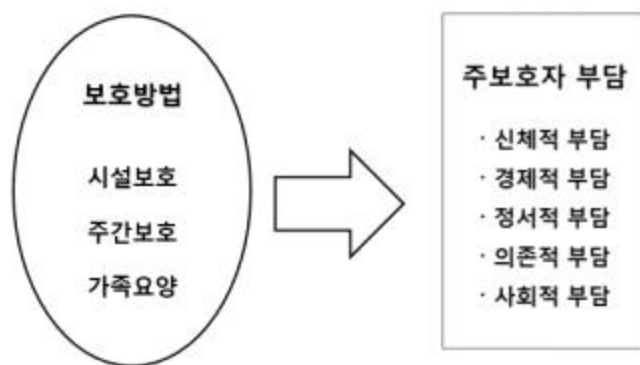 보호방법
시설보호
주간보호
가족요양
주보호자 부담
· 신체적 부담
· 경제적 부담
· 정서적 부담
· 의존적 부담
· 사회적 부담